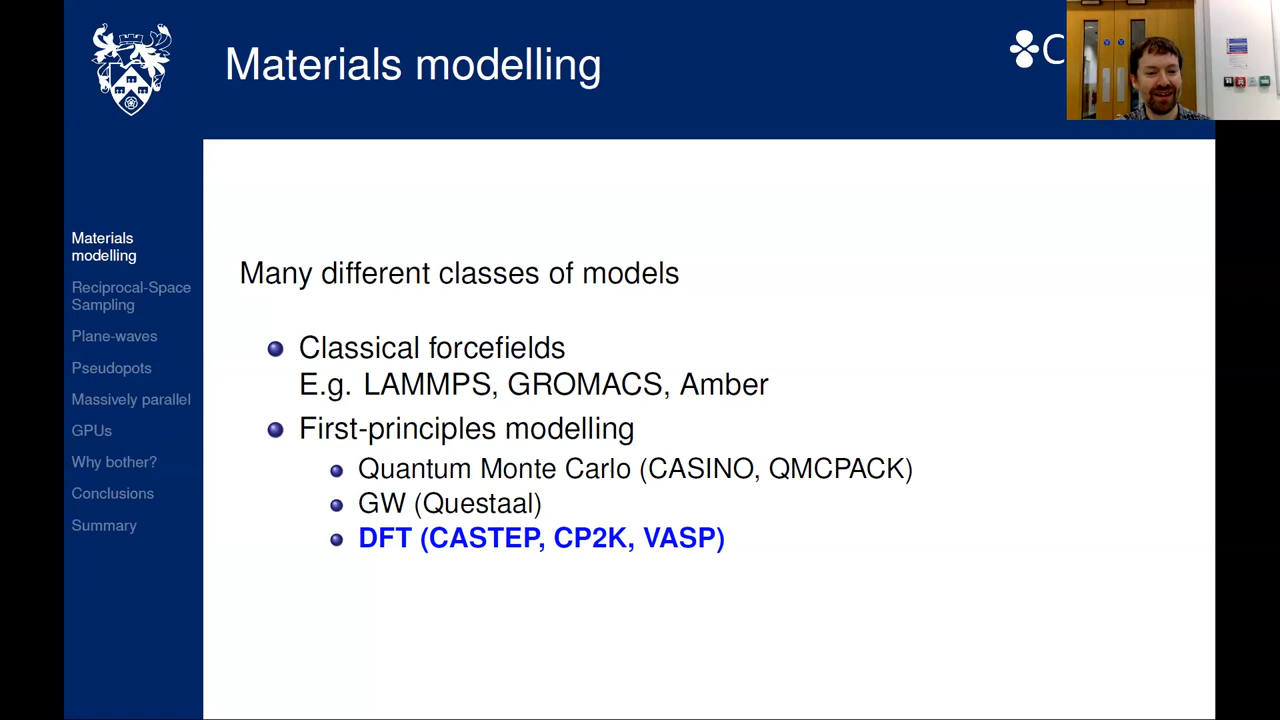 Materials modelling
C
Materials
modelling
Reciprocal-Space
Sampling
Plane-waves
Pseudopots
Massively parallel
GPUs
Why bother?
Conclusions
Summary
Many different classes of models
Classical forcefields
E.g. LAMMPS, GROMACS, Amber
First-principles modelling
Quantum Monte Carlo (CASINO, QMCPACK)
GW (Questaal)
DFT (CASTEP, CP2K, VASP)